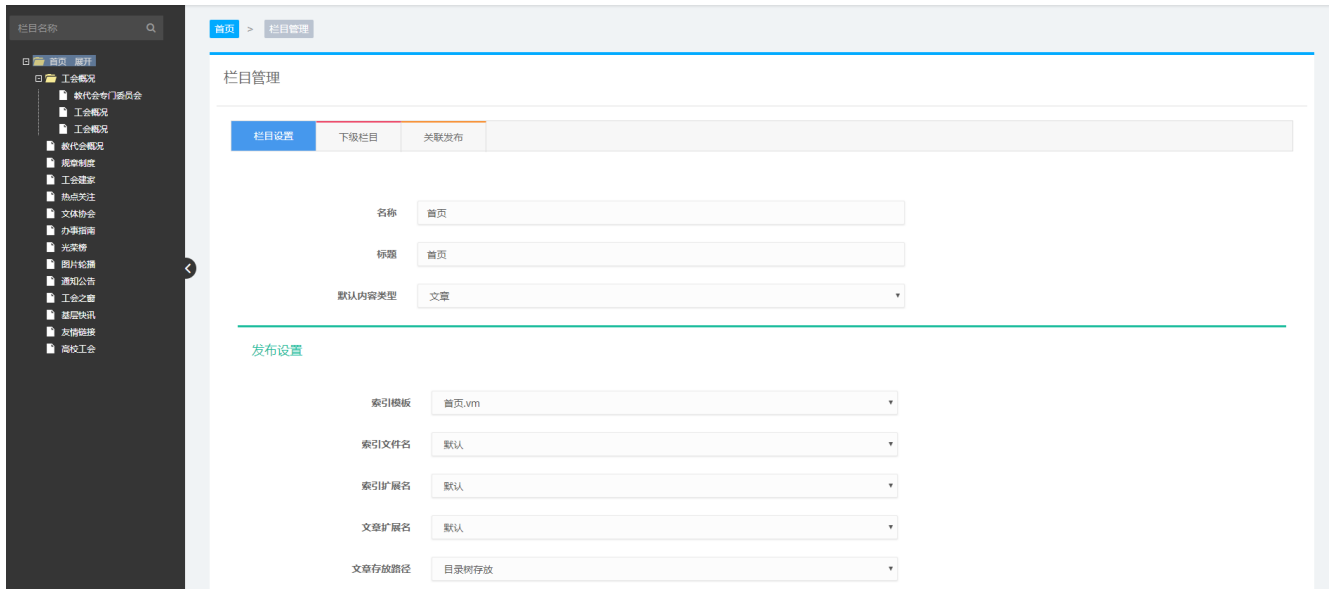 栏目名称
首页 展开
工会概况
教代会专门委员会
工会概况
工会概况
教代会概况
规章制度
工会建家
热点关注
文体协会
办事指南
光荣榜
图片轮播
通知公告
工会之窗
基层快讯
友情链接
高校工会
首页 > 栏目管理
栏目管理
栏目设置 下级栏目 关联发布
名称 首页
标题 首页
默认内容类型 文章
发布设置
索引模板 首页.vm
索引文件名 默认
索引扩展名 默认
文章扩展名 默认
文章存放路径 目录树存放